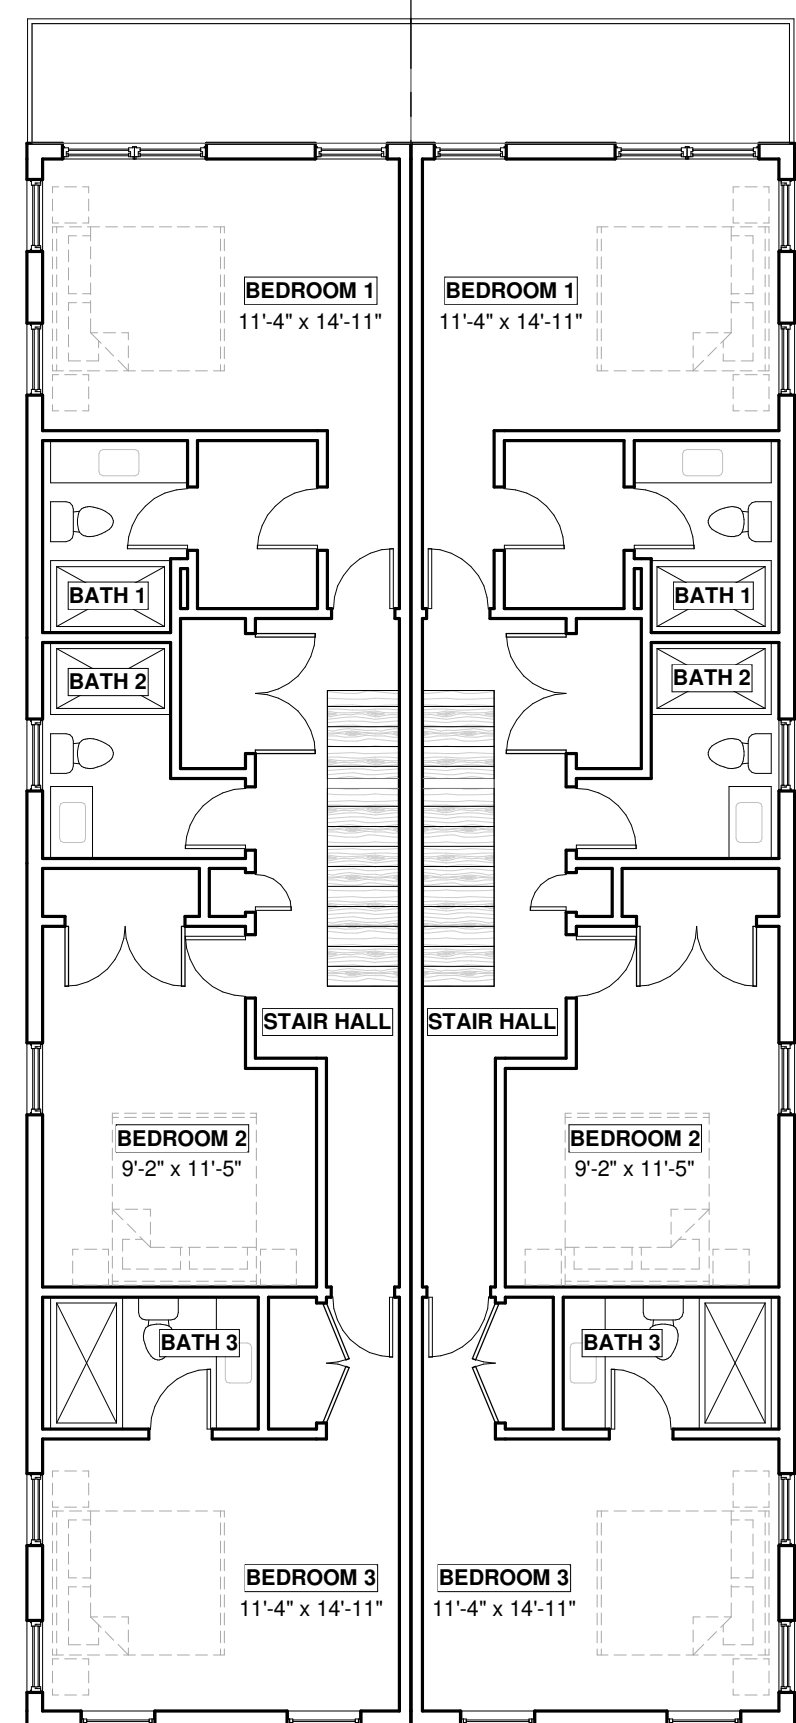 BEDROOM 1
11'-4" x 14'-11"
BEDROOM 1
11'-4" x 14'-11"
BATH 1
BATH 1
BATH 2
BATH 2
STAIR HALL
STAIR HALL
BEDROOM 2
9'-2" x 11'-5"
BEDROOM 2
9'-2" x 11'-5"
BATH 3
BATH 3
BEDROOM 3
11'-4" x 14'-11"
BEDROOM 3
11'-4" x 14'-11"